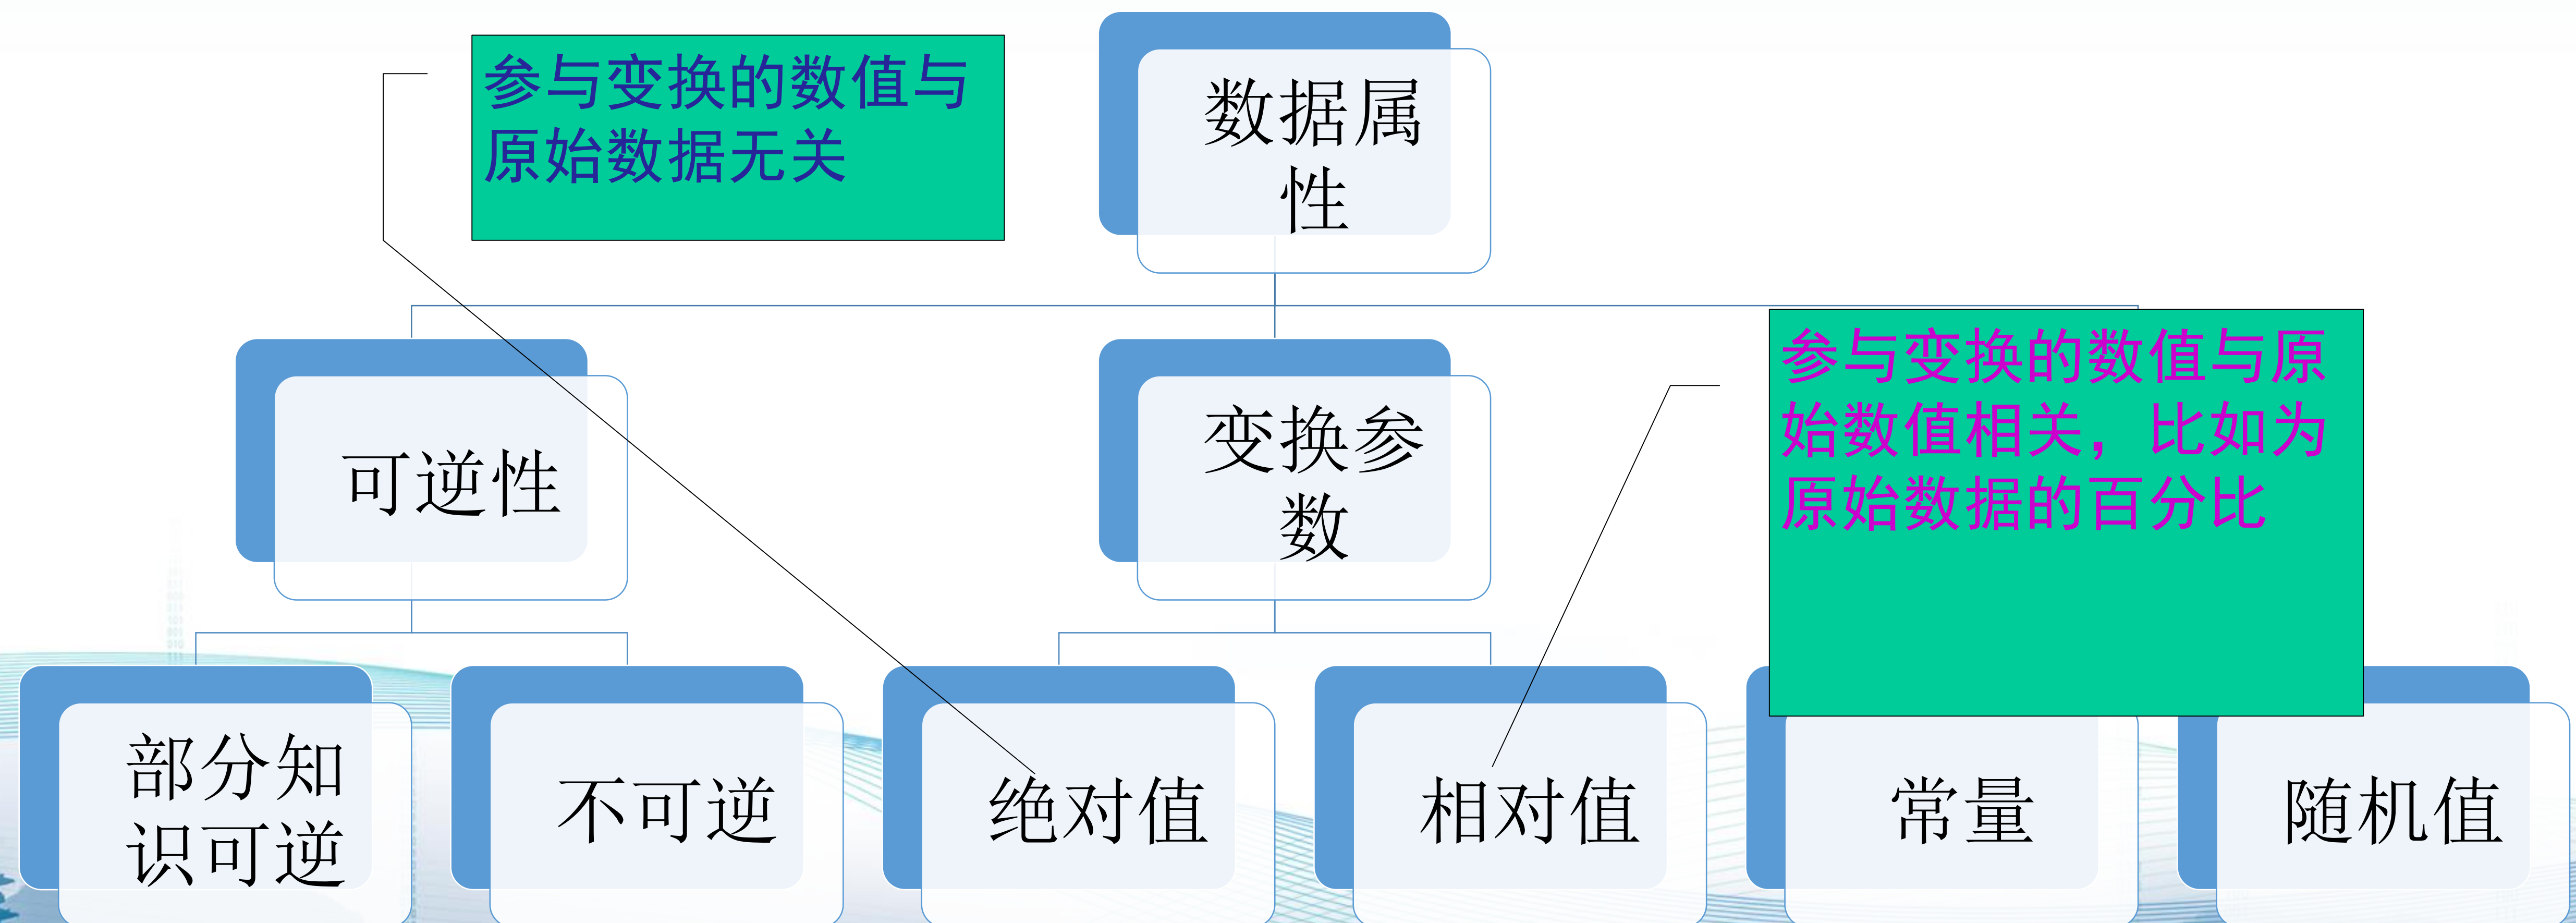 参与变换的数值与
原始数据无关
数据属
性
可逆性
变换参
数
参与变换的数值与原
始数值相关，比如为
原始数据的百分比
部分知
识可逆
不可逆
绝对值
相对值
常量
随机值